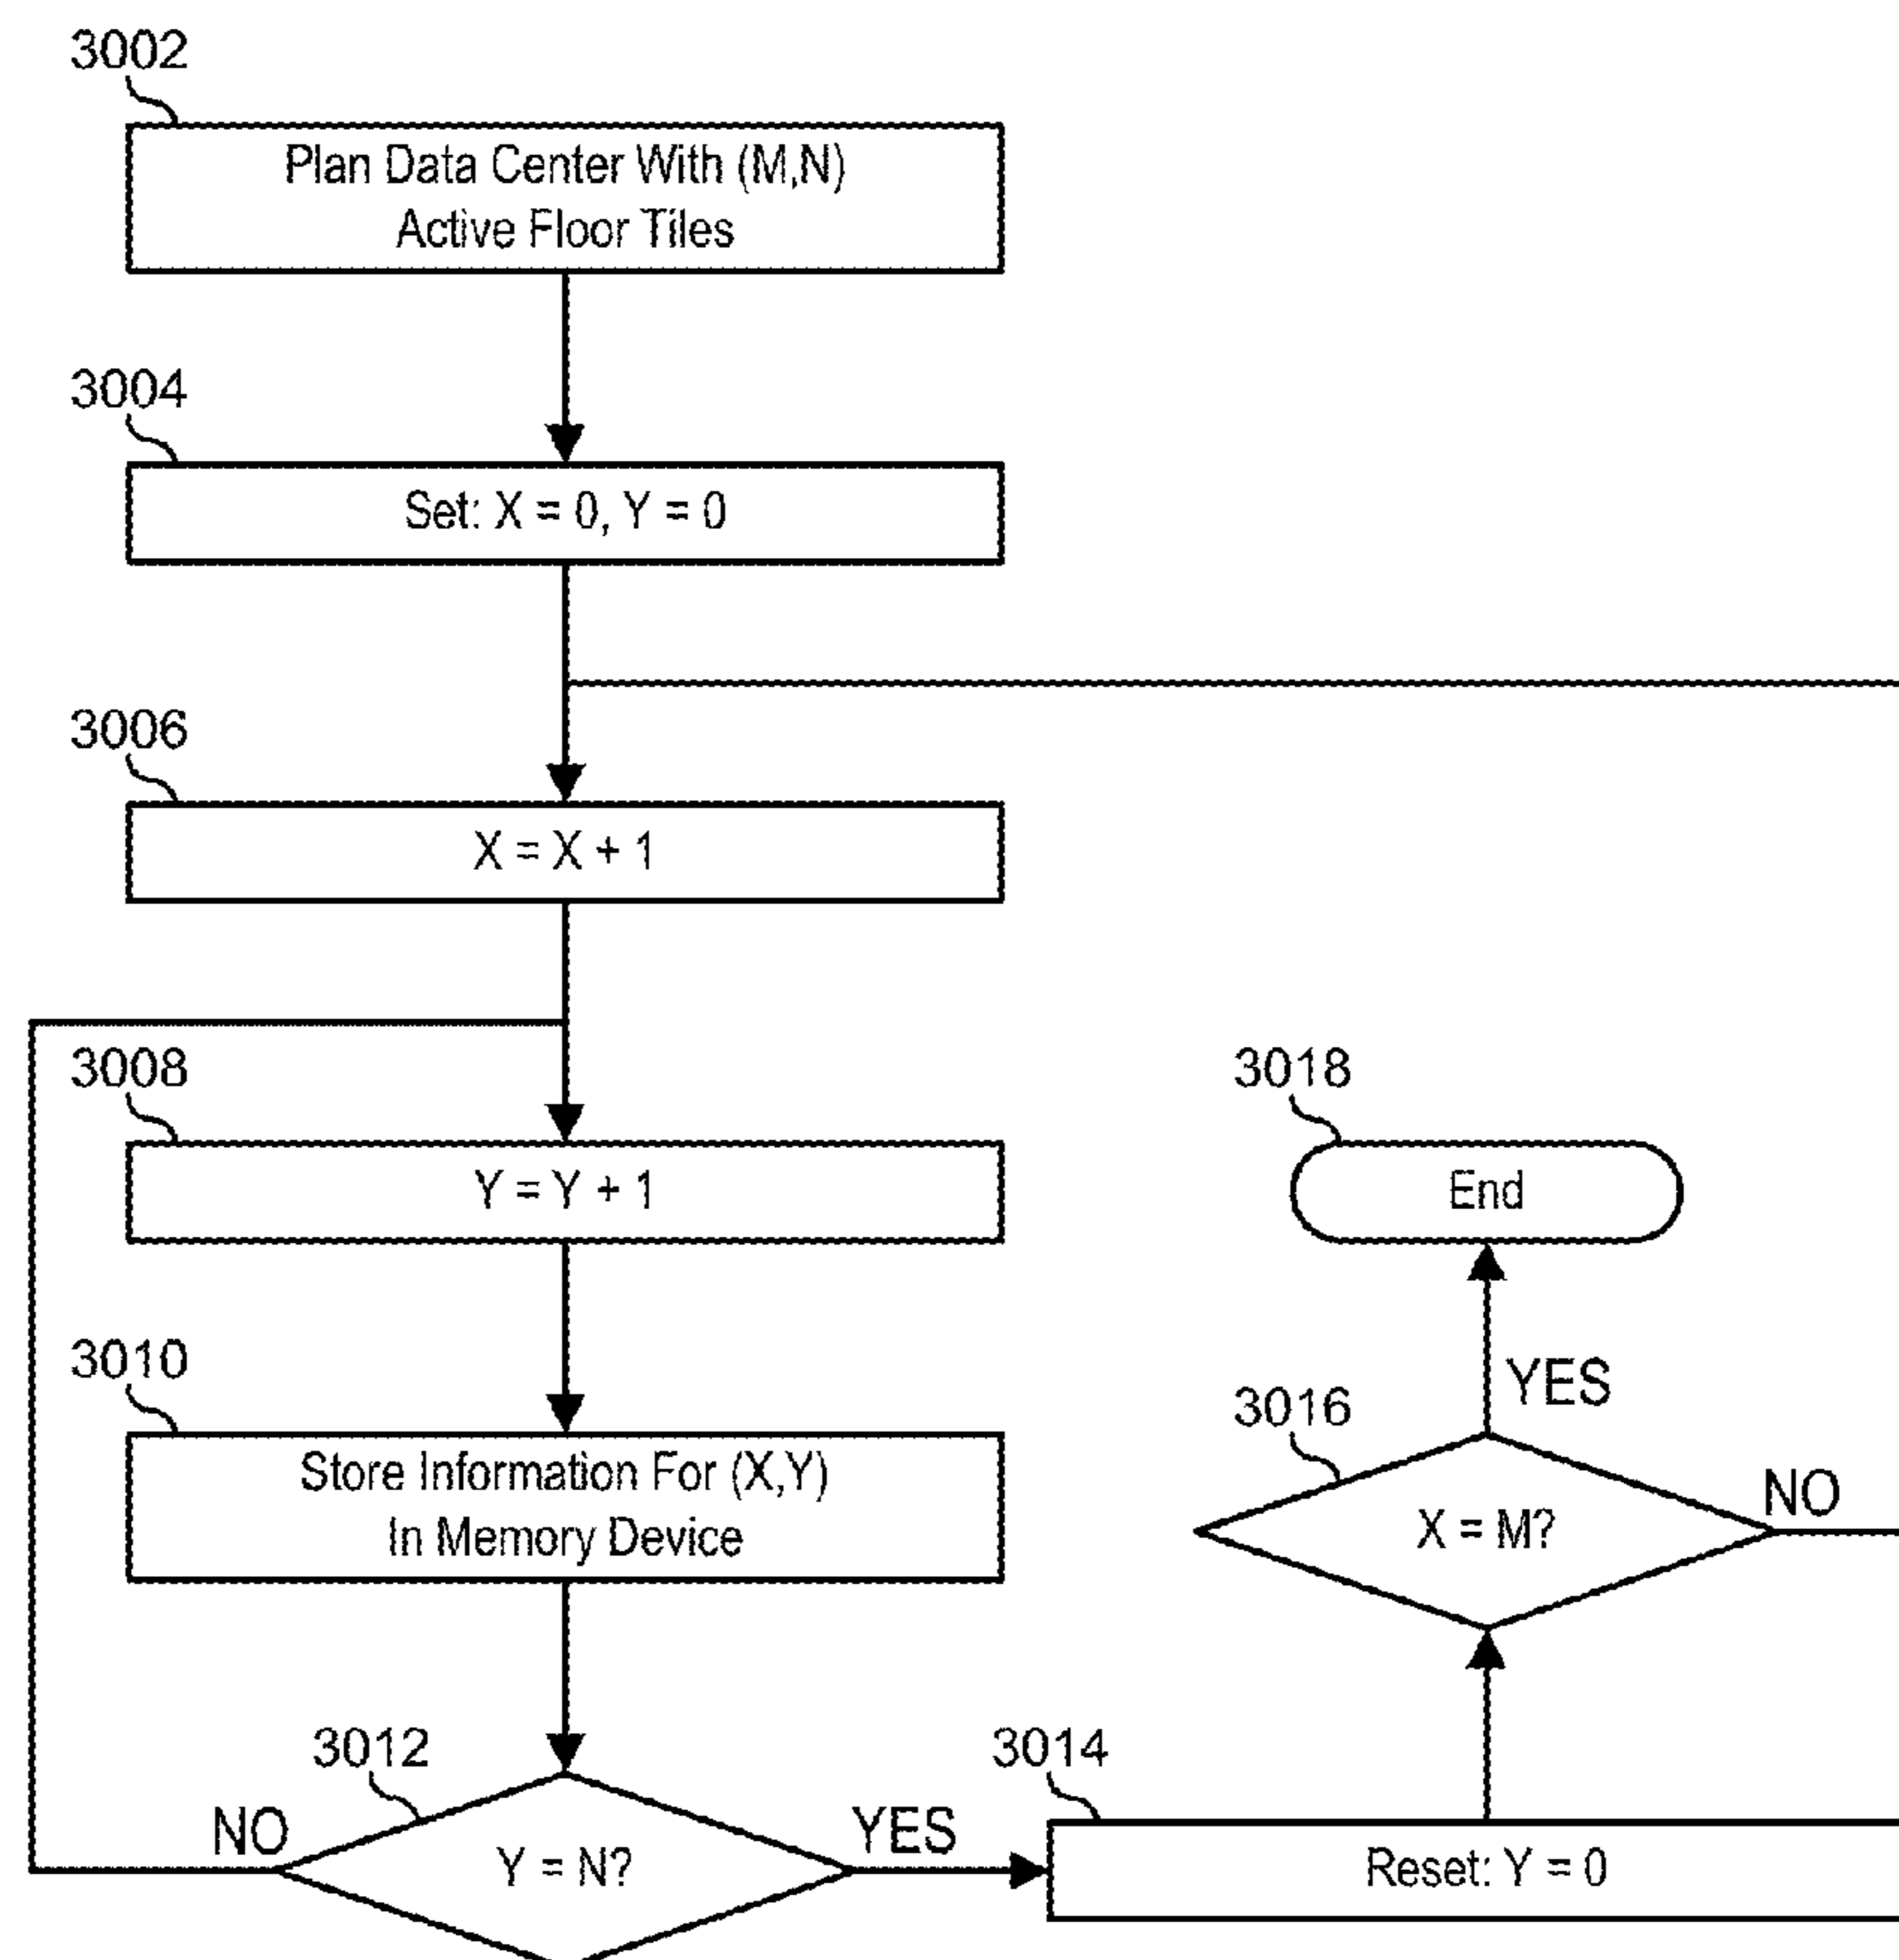 3002
Plan Data Center With (M,N)
Active Floor Tiles
3004
Set: X = 0, Y = 0
3006
X = X + 1
3008
Y = Y + 1
3018
End
3010
Store Information For (X,Y)
In Memory Device
YES
3016
X = M?
NO
3012
NO
Y = N?
YES
3014
Reset: Y = 0